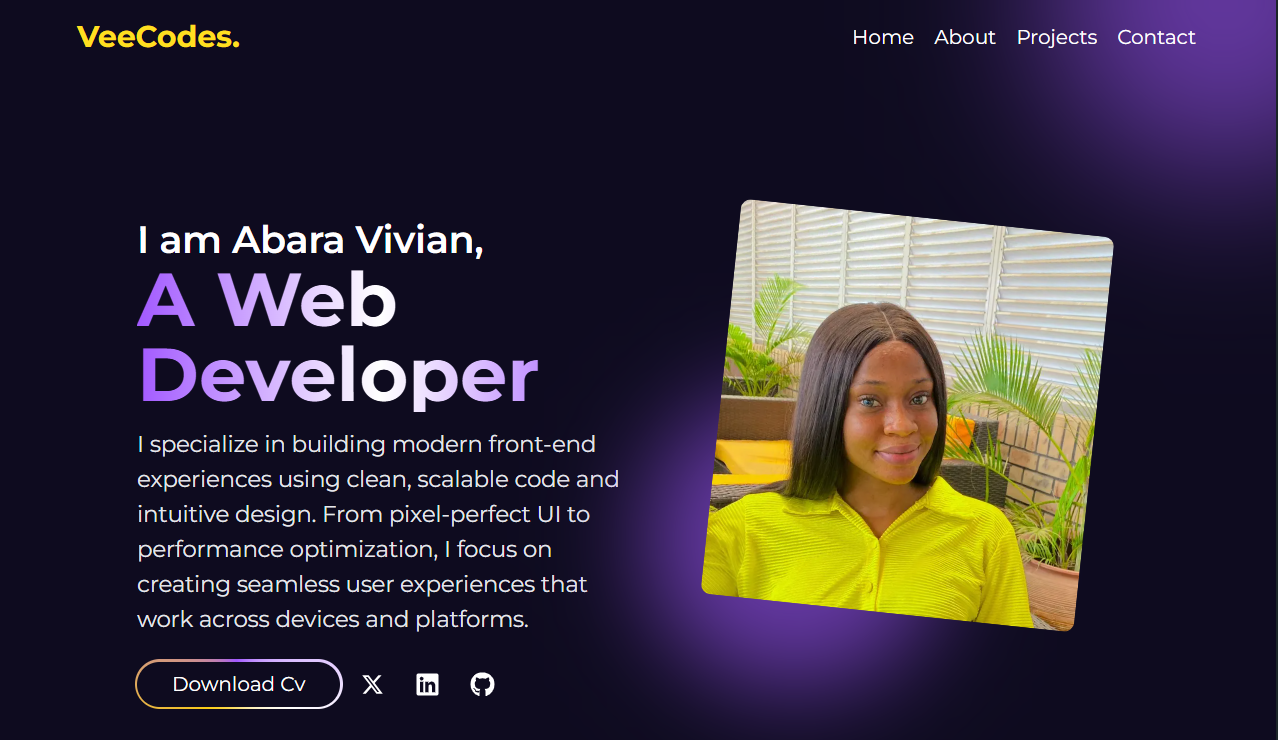 VeeCodes.
Home About Projects Contact
I am Abara Vivian,
A Web
Developer
I specialize in building modern front-end
experiences using clean, scalable code and
intuitive design. From pixel-perfect UI to
performance optimization, I focus on
creating seamless user experiences that
work across devices and platforms.
Download Cv X in